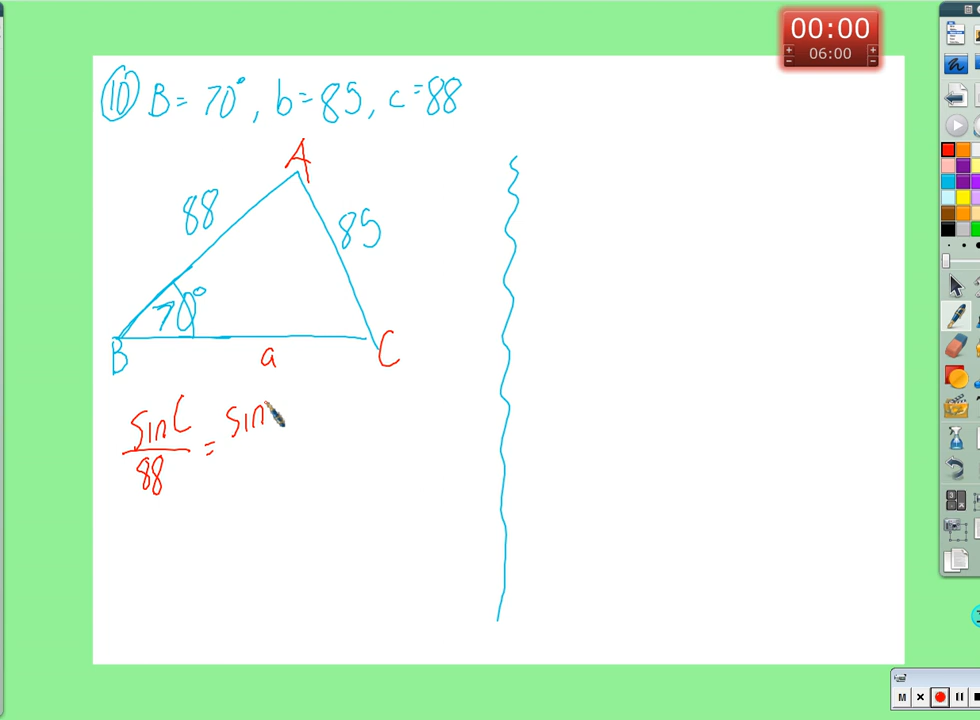 00:00
06:00
10 B = 70°, b = 85, c = 88
A
88
85
70°
B
a
C
sin C
88
= sin
M